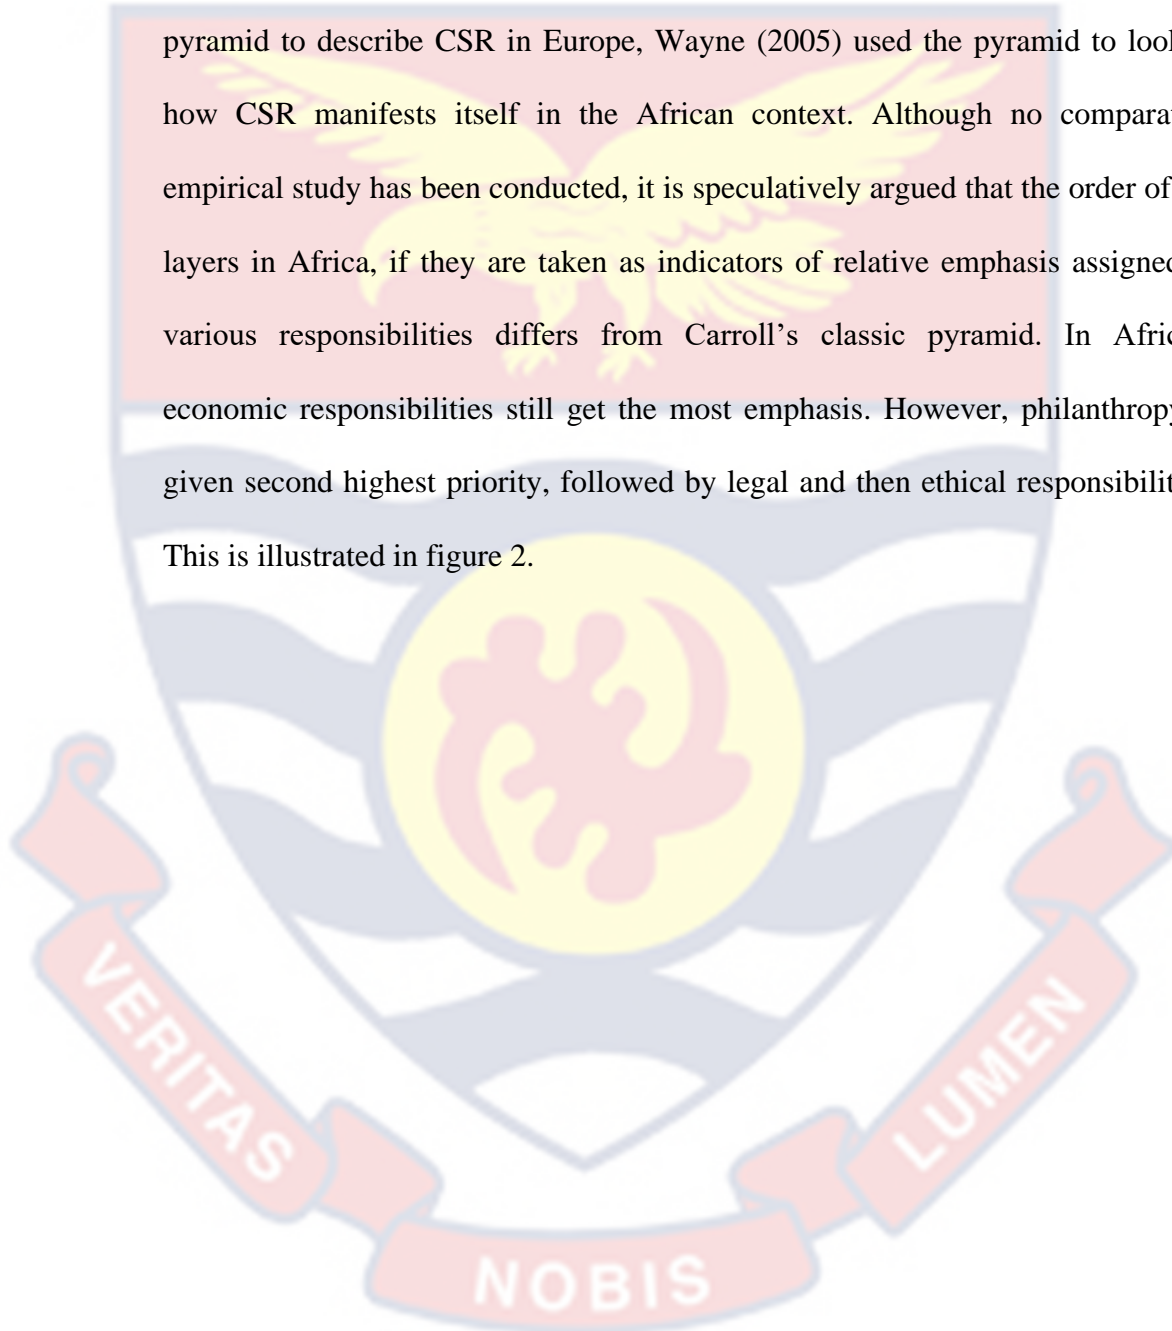 pyramid to describe CSR in Europe, Wayne (2005) used the pyramid to look
how CSR manifests itself in the African context. Although no comparat
empirical study has been conducted, it is speculatively argued that the order of
layers in Africa, if they are taken as indicators of relative emphasis assigned
various responsibilities differs from Carroll’s classic pyramid. In Afric
economic responsibilities still get the most emphasis. However, philanthropy
given second highest priority, followed by legal and then ethical responsibilit
This is illustrated in figure 2.
VERITAS
NOBIS
LUMEN